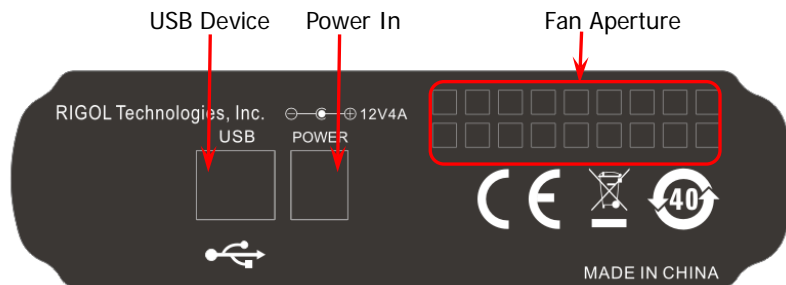 USB Device Power In Fan Aperture
RIGOL Technologies, Inc. 12V4A
USB POWER
CE 40
MADE IN CHINA